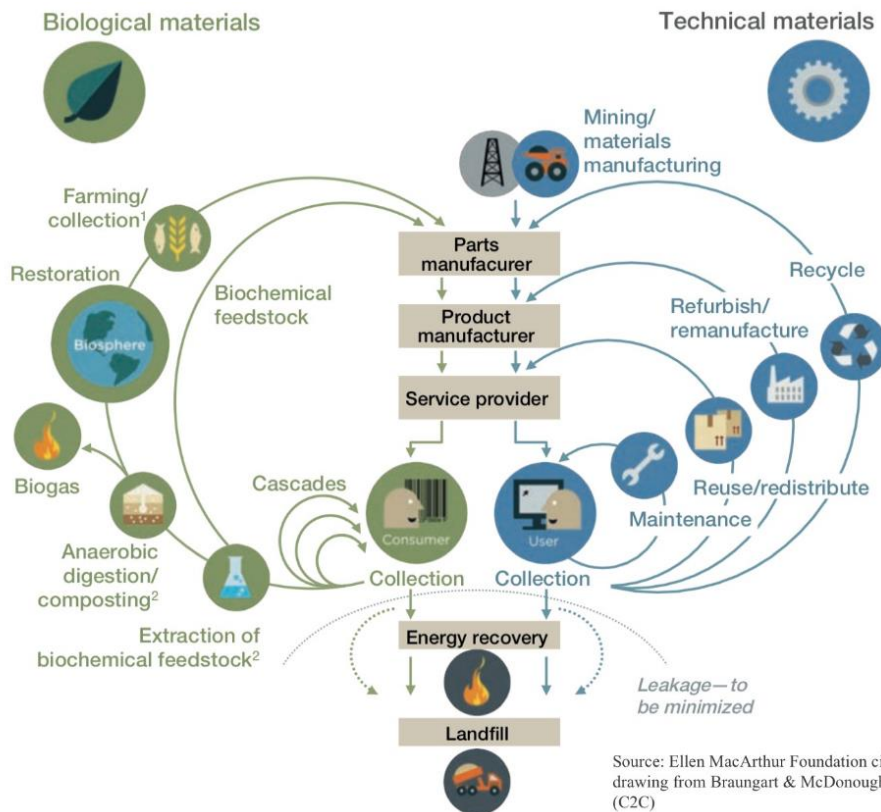 Biological materials
Technical materials
Mining/
materials
manufacturing
Farming/
collection¹
Parts
manufacurer
Recycle
Restoration
Biochemical
feedstock
Refurbish/
remanufacture
Product
manufacturer
Biosphere
Service provider
Biogas
Cascades
Reuse/redistribute
Maintenance
Consumer
User
Anaerobic
digestion/
composting²
Collection
Collection
Extraction of
biochemical feedstock²
Energy recovery
Leakage—to
be minimized
Landfill
Source: Ellen MacArthur Foundation
drawing from Braungart &
(C2C)